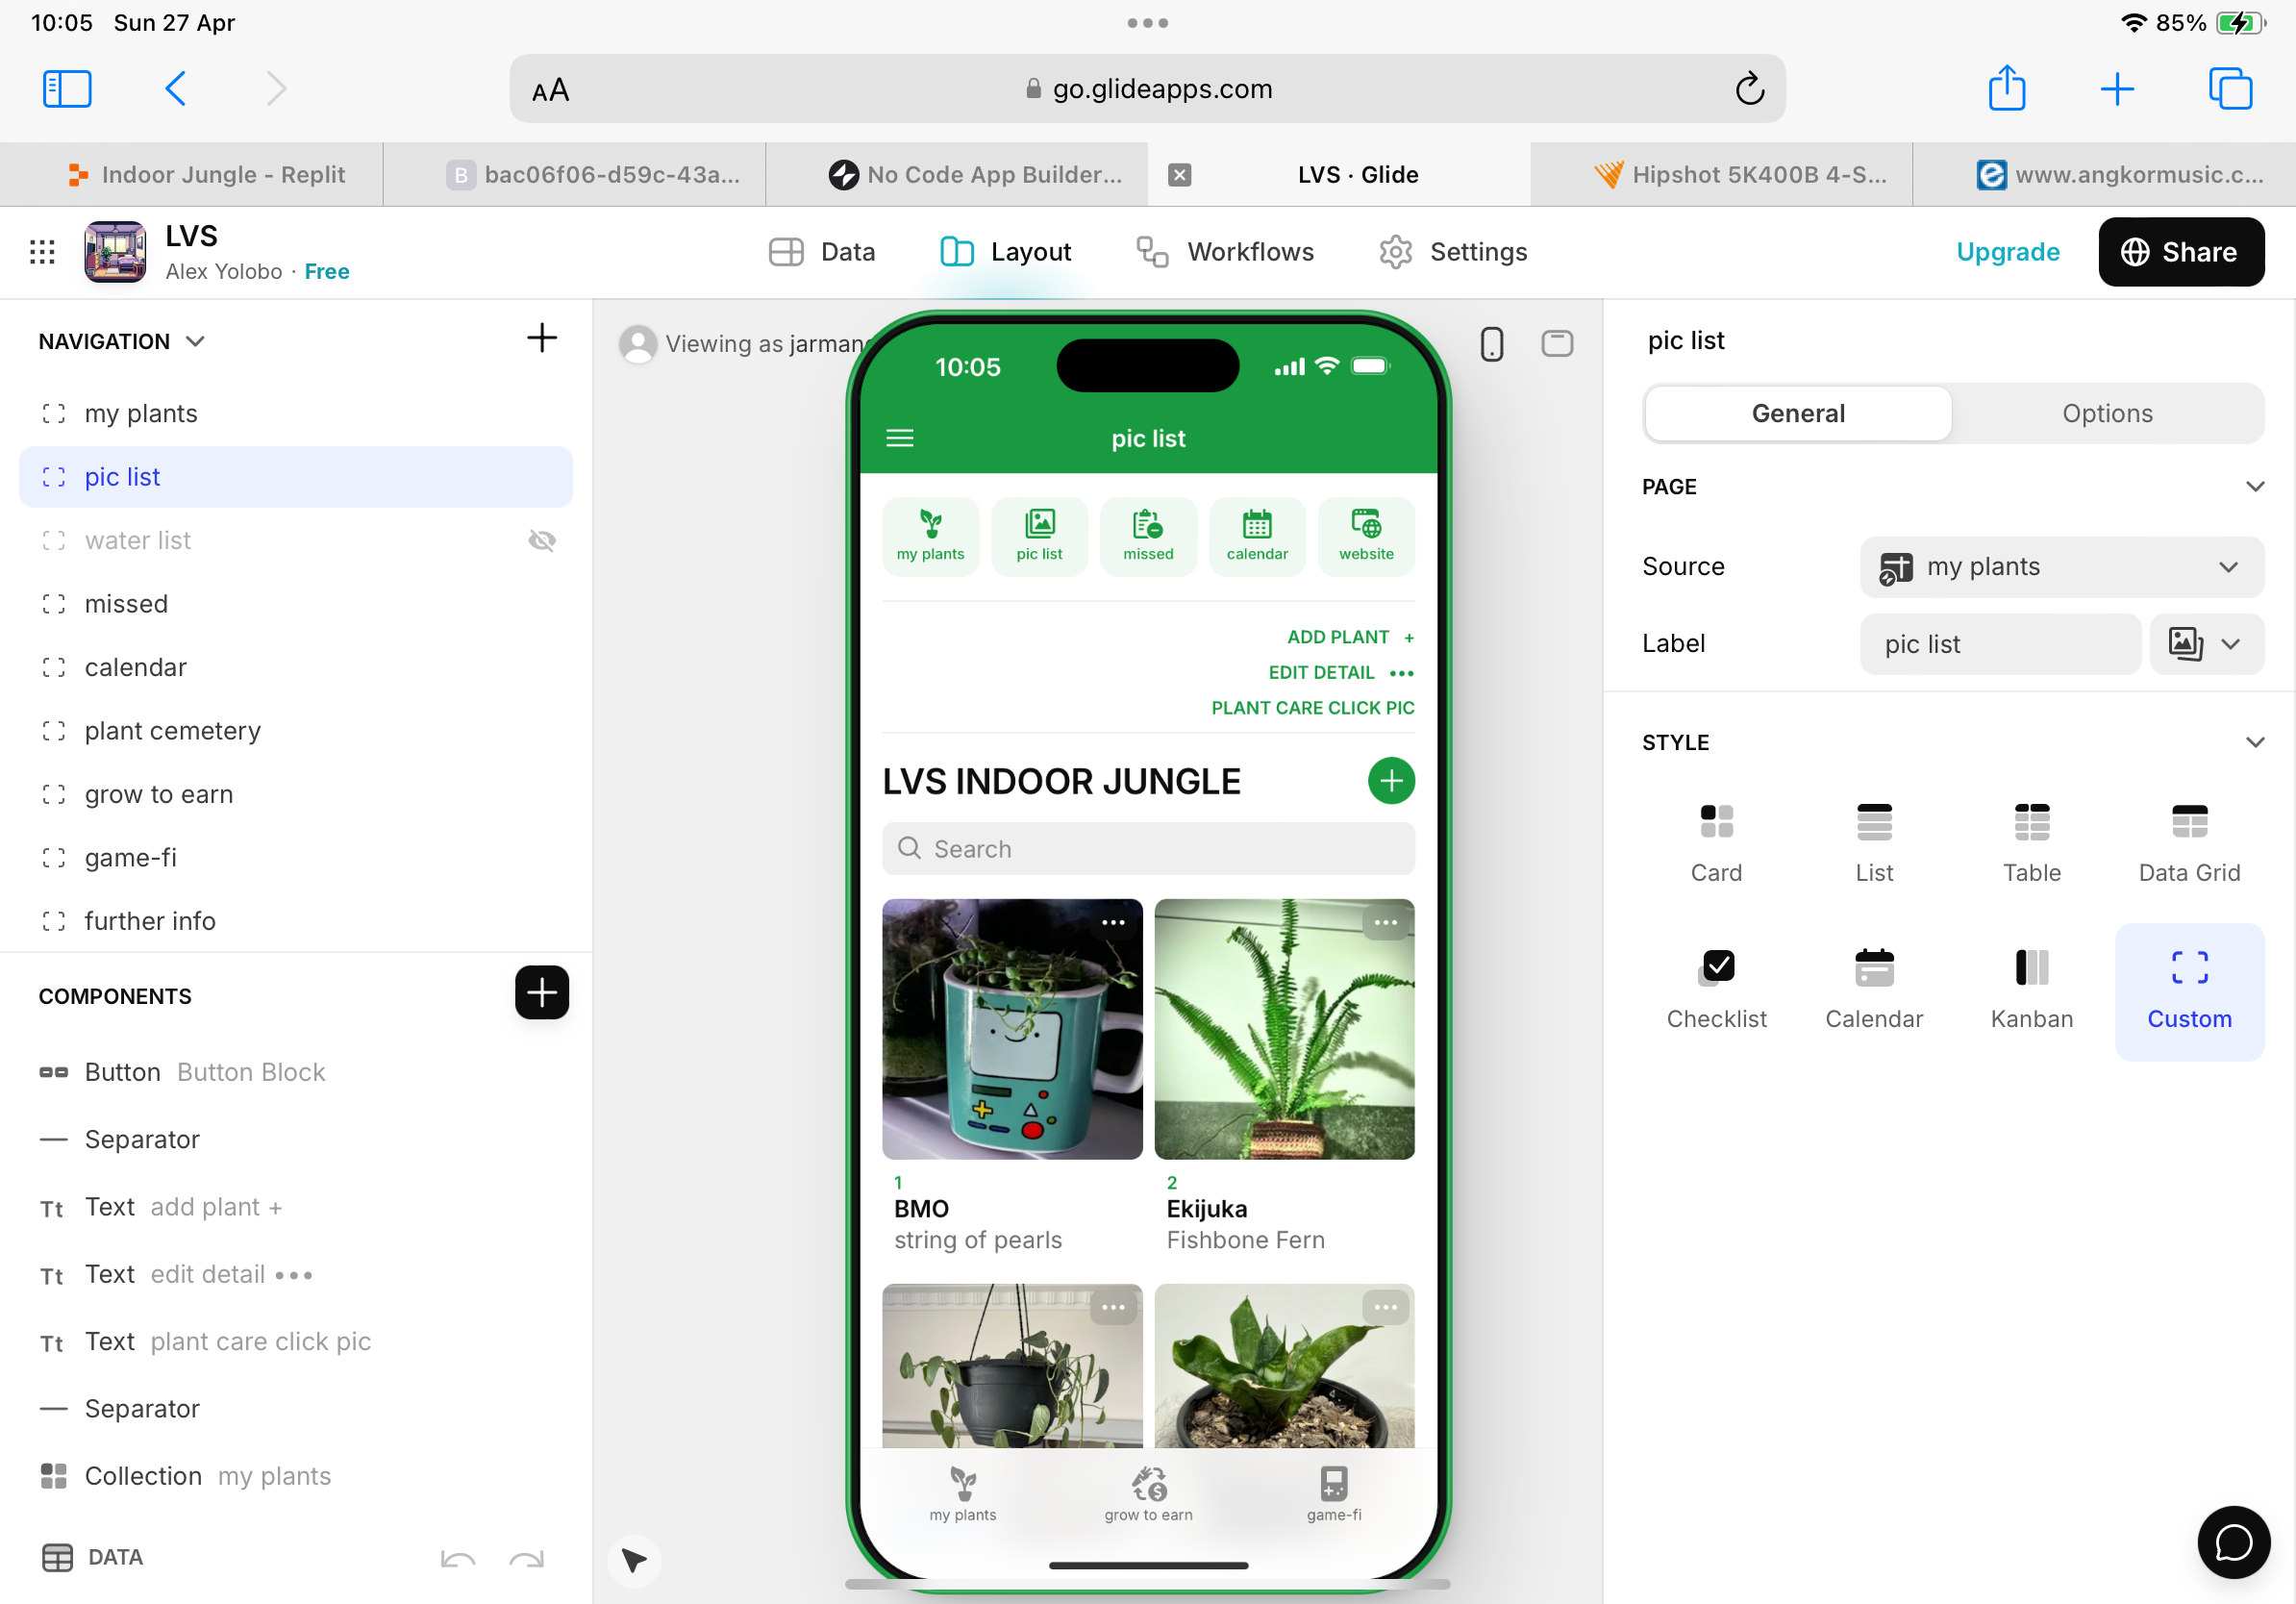 10:05 Sun 27 Apr
85%
AA
go.glideapps.com
Indoor Jungle - Replit
B bac06f06-d59c-43a...
No Code App Builder...
LVS · Glide
Hipshot 5K400B 4-S...
www.angkormusic.c...
LVS
Alex Yolobo · Free
Data
Layout
Workflows
Settings
Upgrade
Share
NAVIGATION
my plants
pic list
water list
missed
calendar
plant cemetery
grow to earn
game-fi
further info
COMPONENTS
Button Button Block
Separator
Tt Text add plant +
Tt Text edit detail •••
Tt Text plant care click pic
Separator
Collection my plants
DATA
Viewing as jarman
10:05
pic list
my plants
pic list
missed
calendar
website
ADD PLANT +
EDIT DETAIL •••
PLANT CARE CLICK PIC
LVS INDOOR JUNGLE
Search
1
BMO
string of pearls
2
Ekijuka
Fishbone Fern
my plants
grow to earn
game-fi
pic list
General
Options
PAGE
Source
my plants
Label
pic list
STYLE
Card
List
Table
Data Grid
Checklist
Calendar
Kanban
Custom